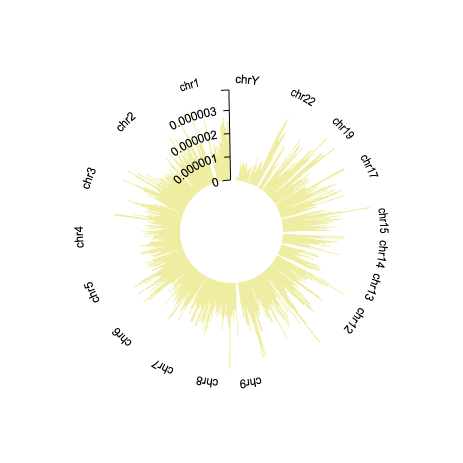 chr1
chrY
chr22
chr19
chr17
chr15
chr14
chr13
chr12
chr9
chr8
chr7
chr6
chr5
chr4
chr3
chr2
0.000003
0.000002
0.000001
0